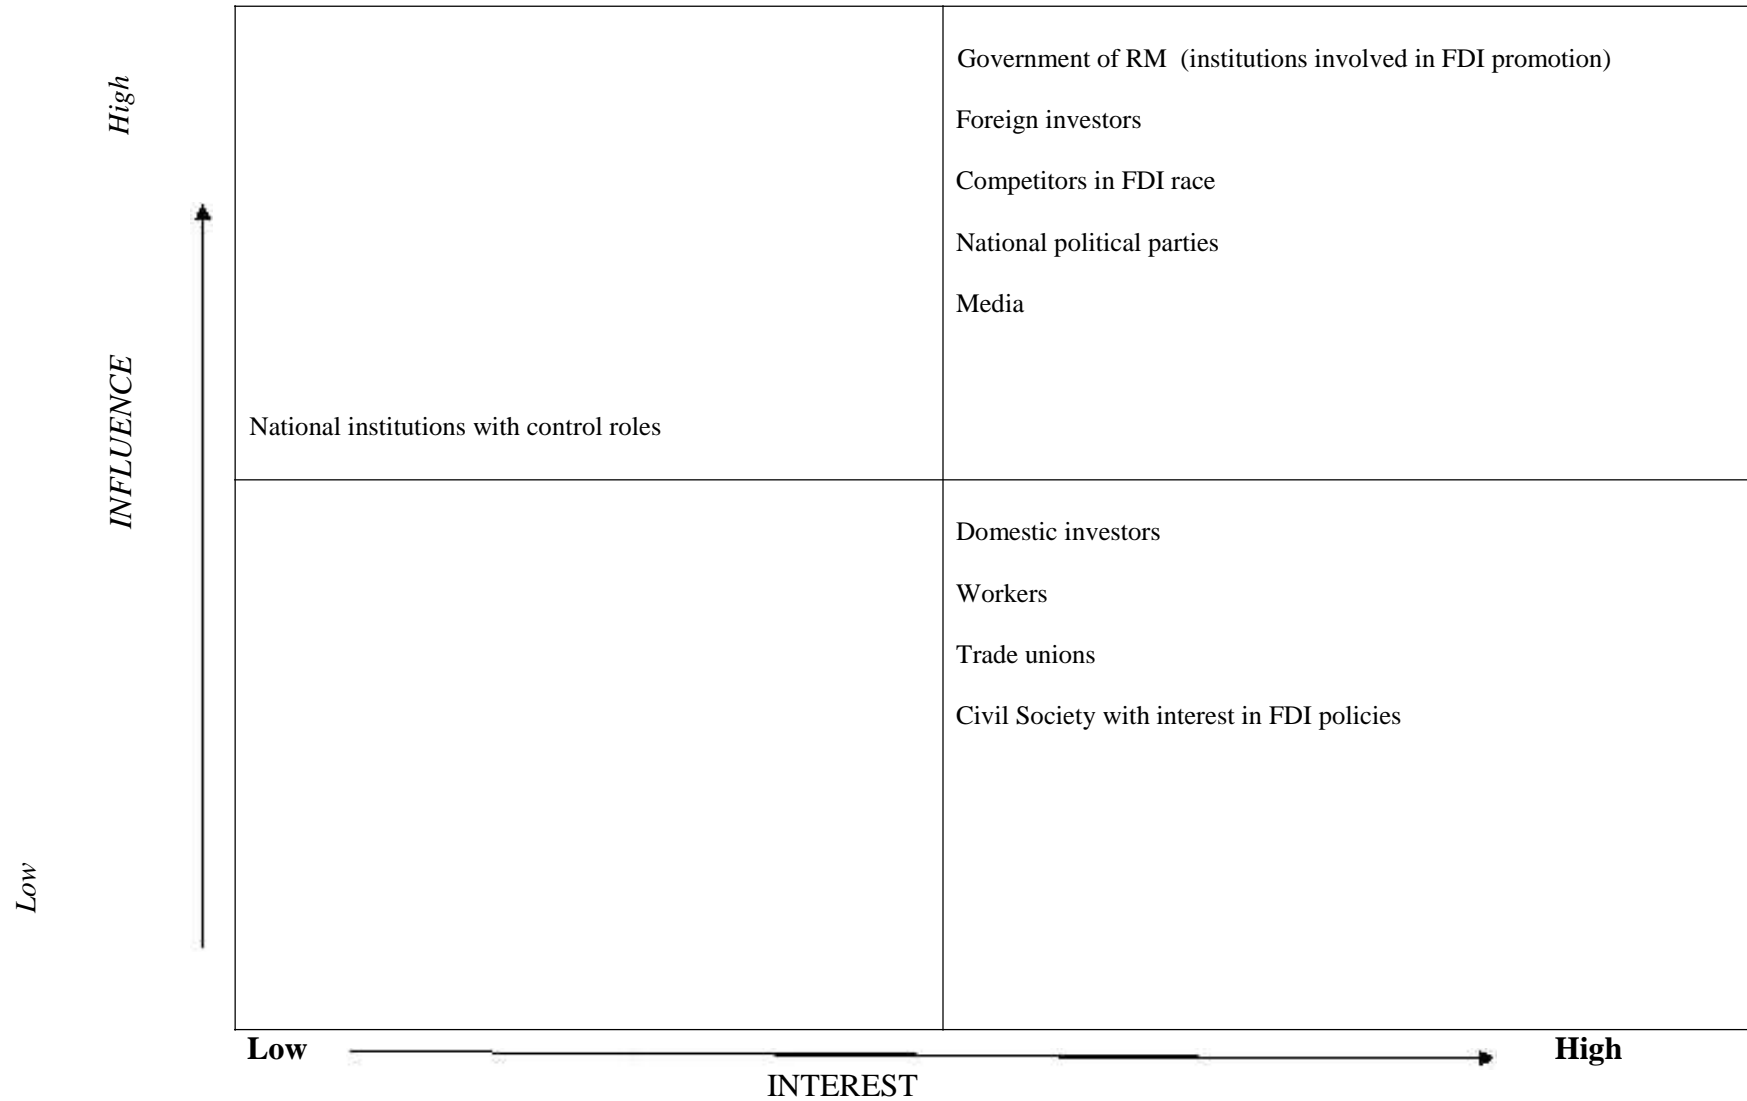 High
Government of RM (institutions involved in FDI promotion)
Foreign investors
Competitors in FDI race
National political parties
Media
INFLUENCE
National institutions with control roles
Domestic investors
Workers
Trade unions
Civil Society with interest in FDI policies
Low
Low
High
INTEREST